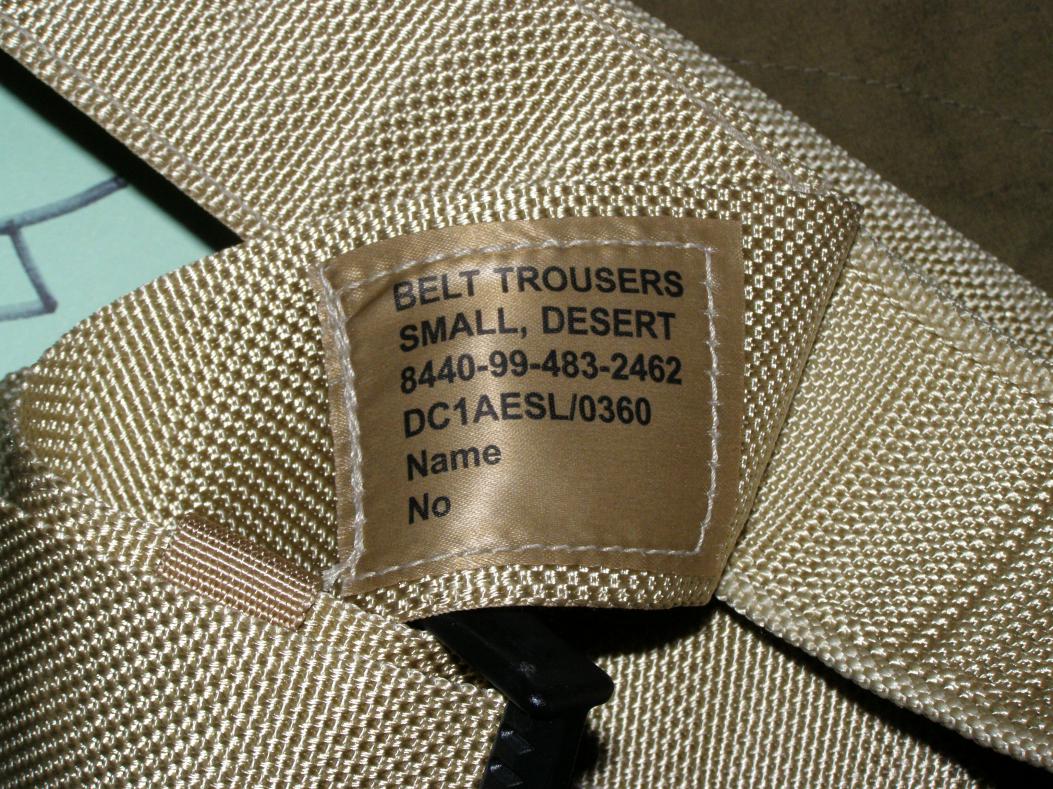 BELT TROUSERS
SMALL, DESERT
8440-99-483-2462
DC1AESL/0360
Name
No